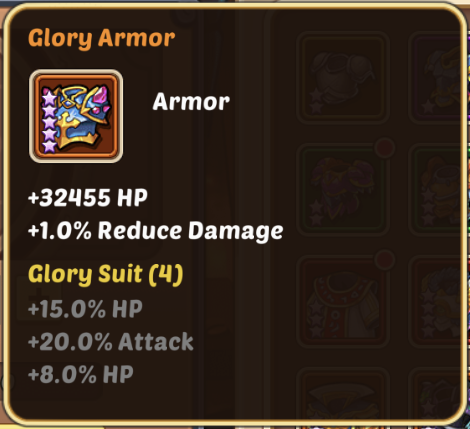 Glory Armor
Armor
+32455 HP
+1.0% Reduce Damage
Glory Suit (4)
+15.0% HP
+20.0% Attack
+8.0% HP